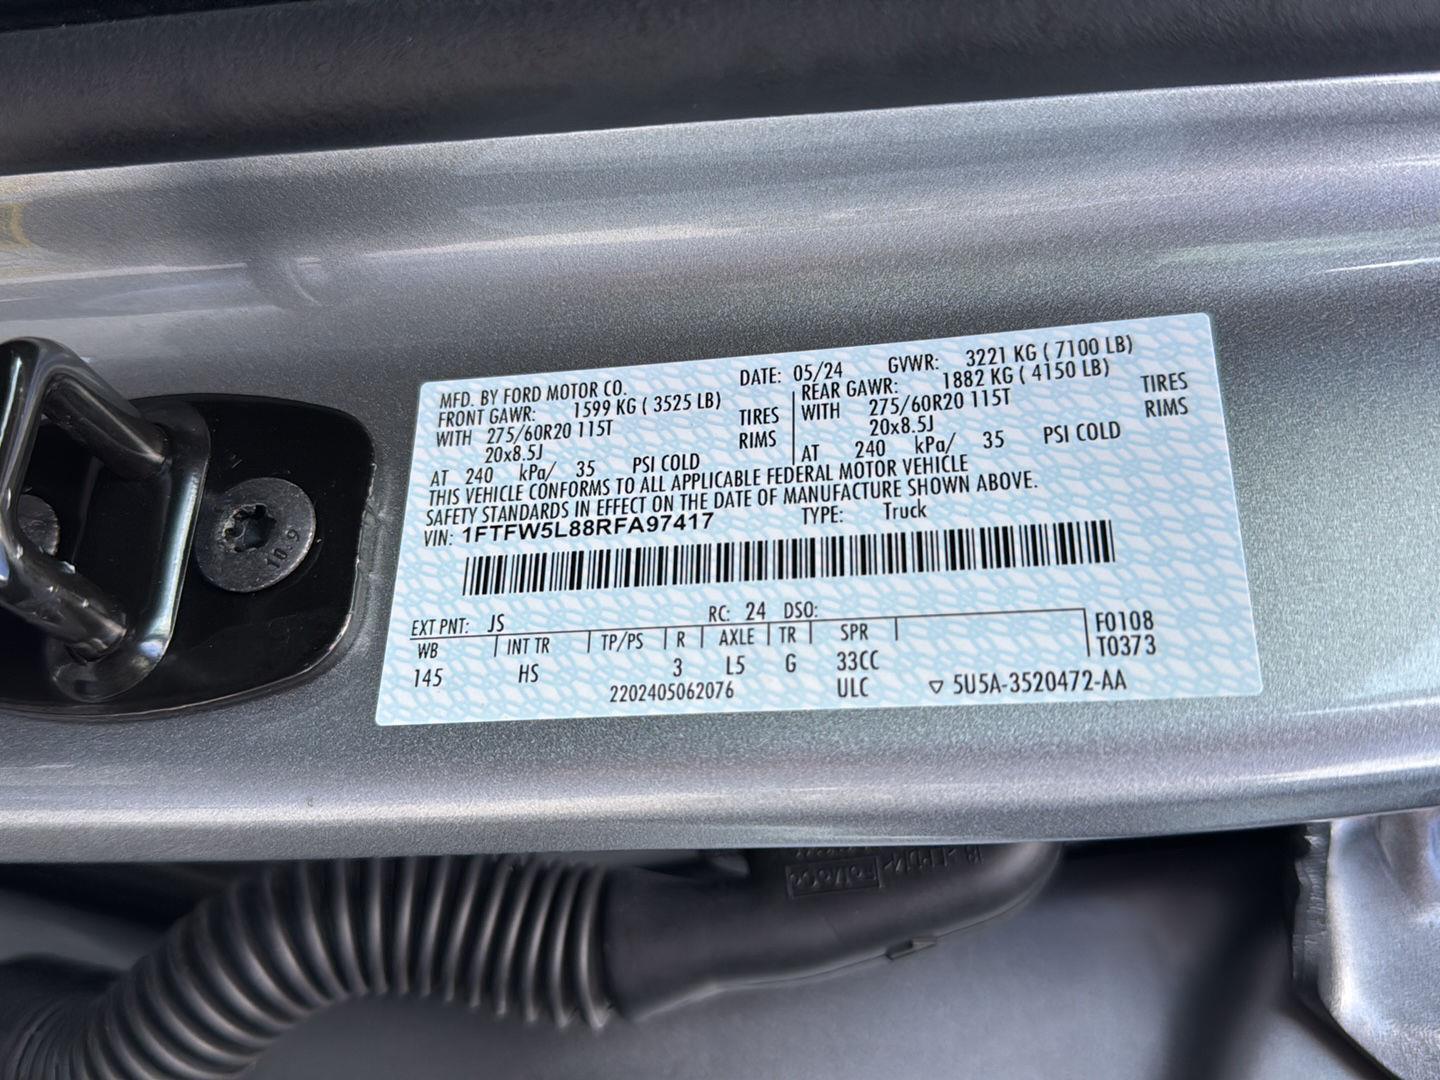 MFD. BY FORD MOTOR CO.
DATE: 05/24 GVWR: 3221 KG ( 7100 LB)
FRONT GAWR: 1599 KG ( 3525 LB) REAR GAWR: 1882 KG ( 4150 LB)
WITH 275/60R20 115T TIRES WITH 275/60R20 115T TIRES
20x8.5J RIMS 20x8.5J RIMS
AT 240 kPa/ 35 PSI COLD AT 240 kPa/ 35 PSI COLD
THIS VEHICLE CONFORMS TO ALL APPLICABLE FEDERAL MOTOR VEHICLE
SAFETY STANDARDS IN EFFECT ON THE DATE OF MANUFACTURE SHOWN ABOVE.
VIN: 1FTFW5L88RFA97417 TYPE: Truck
EXT PNT: JS RC: 24 DSO:
WB INT TR TP/PS R AXLE TR SPR F0108
145 HS 3 L5 G 33CC T0373
2202405062076 ULC ▽ 5U5A-3520472-AA
10.9